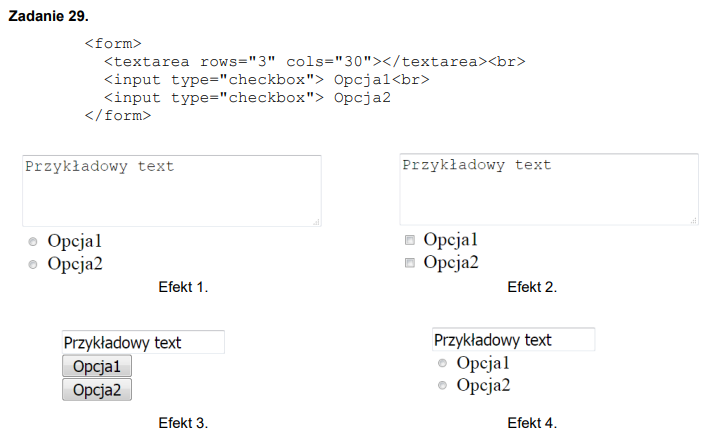 Zadanie 29.
<form>
<textarea rows="3" cols="30"></textarea><br>
<input type="checkbox"> Opcja1<br>
<input type="checkbox"> Opcja2
</form>
Przykładowy text
Opcja1
Opcja2
Efekt 1.
Przykładowy text
Opcja1
Opcja2
Efekt 2.
Przykładowy text
Opcja1
Opcja2
Efekt 3.
Przykładowy text
Opcja1
Opcja2
Efekt 4.